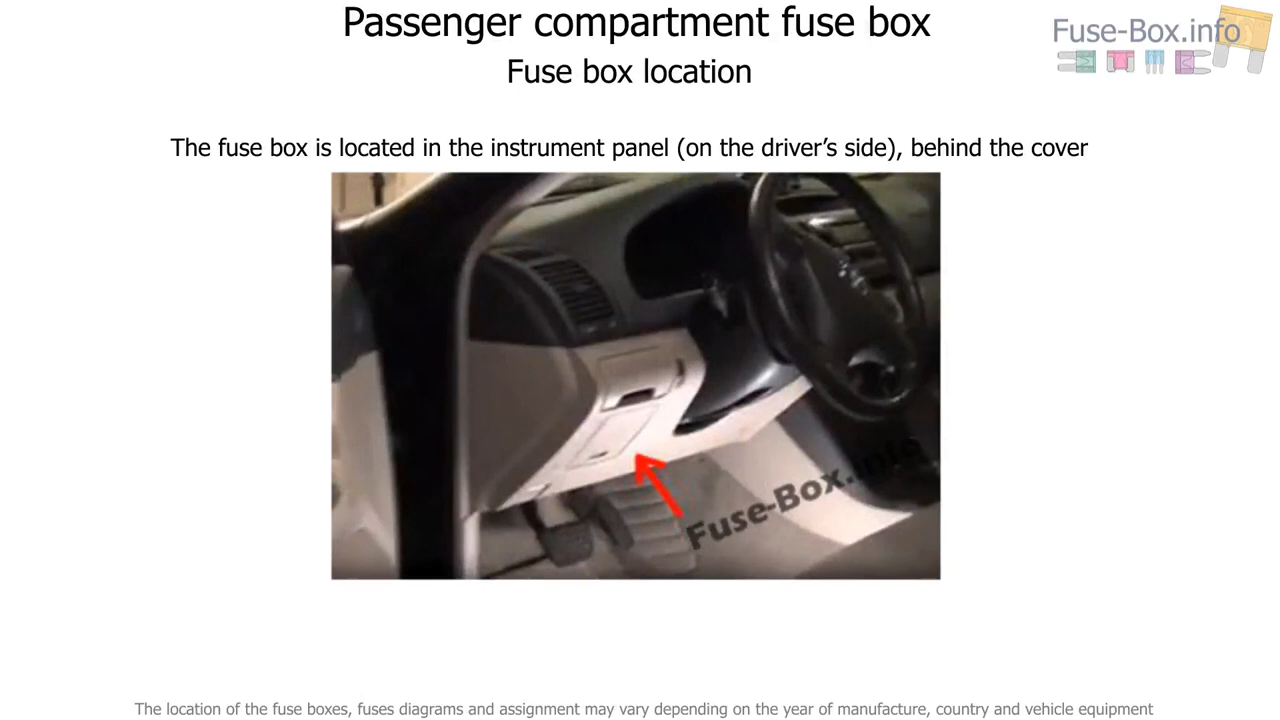 Passenger compartment fuse box
Fuse-Box.info
Fuse box location
The fuse box is located in the instrument panel (on the driver's side), behind the cover
Fuse-Box.info
The location of the fuse boxes, fuses diagrams and assignment may vary depending on the year of manufacture, country and vehicle equipment